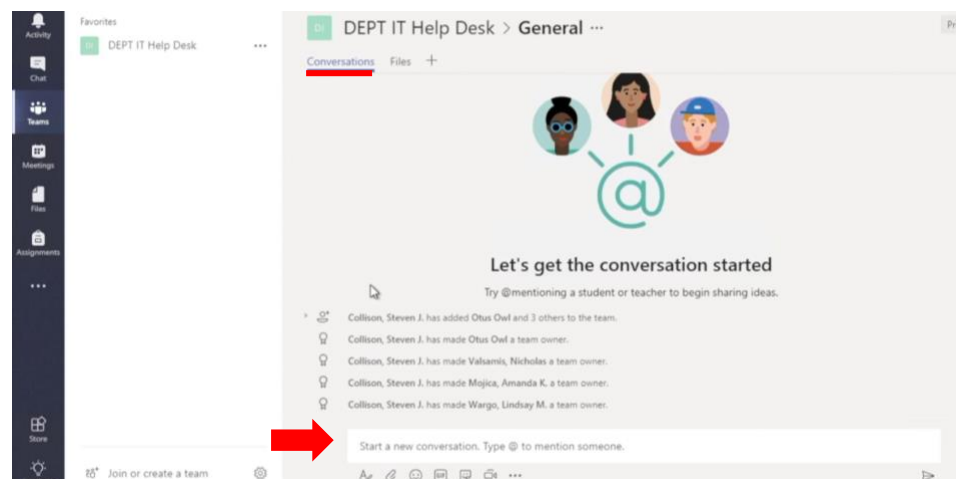 Activity
Chat
Teams
Meetings
Files
Assignments
Store
Favorites
DI DEPT IT Help Desk
Join or create a team
DI DEPT IT Help Desk > General
Conversations Files +
Let's get the conversation started
Try @mentioning a student or teacher to begin sharing ideas.
Collison, Steven J. has added Otus Owl and 3 others to the team.
Collison, Steven J. has made Otus Owl a team owner.
Collison, Steven J. has made Valsamis, Nicholas a team owner.
Collison, Steven J. has made Mojica, Amanda K. a team owner.
Collison, Steven J. has made Wargo, Lindsay M. a team owner.
Start a new conversation. Type @ to mention someone.